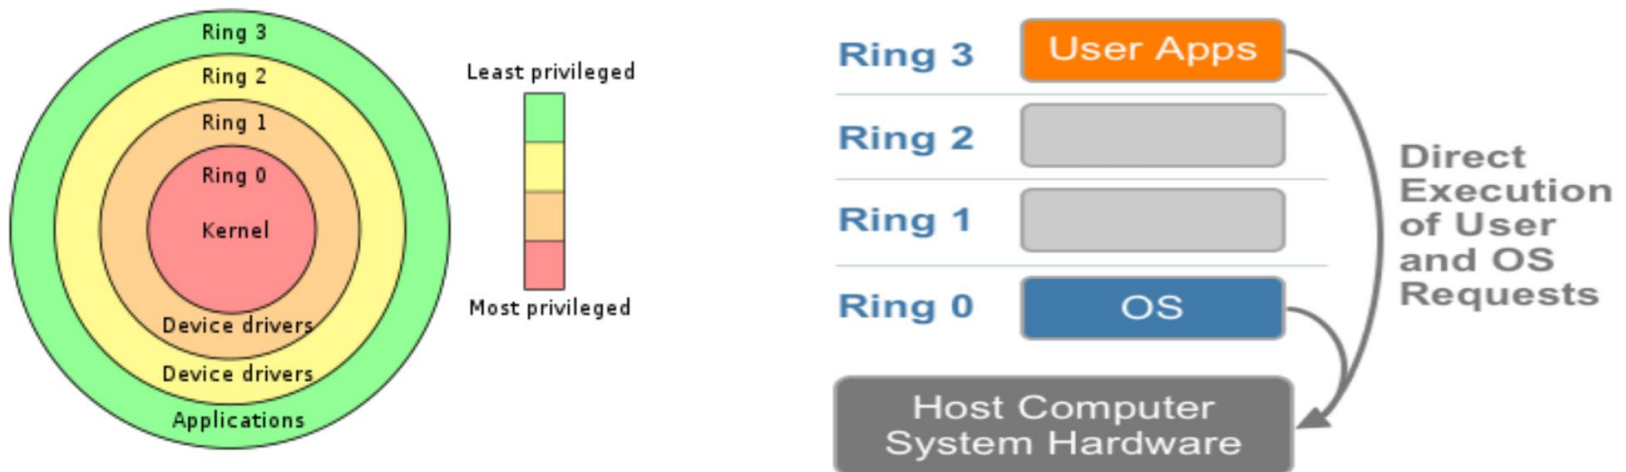 Ring 3
Ring 2
Ring 1
Ring 0
Kernel
Device drivers
Device drivers
Applications
Least privileged
Most privileged
Ring 3
User Apps
Ring 2
Ring 1
Ring 0
OS
Direct
Execution
of User
and OS
Requests
Host Computer
System Hardware